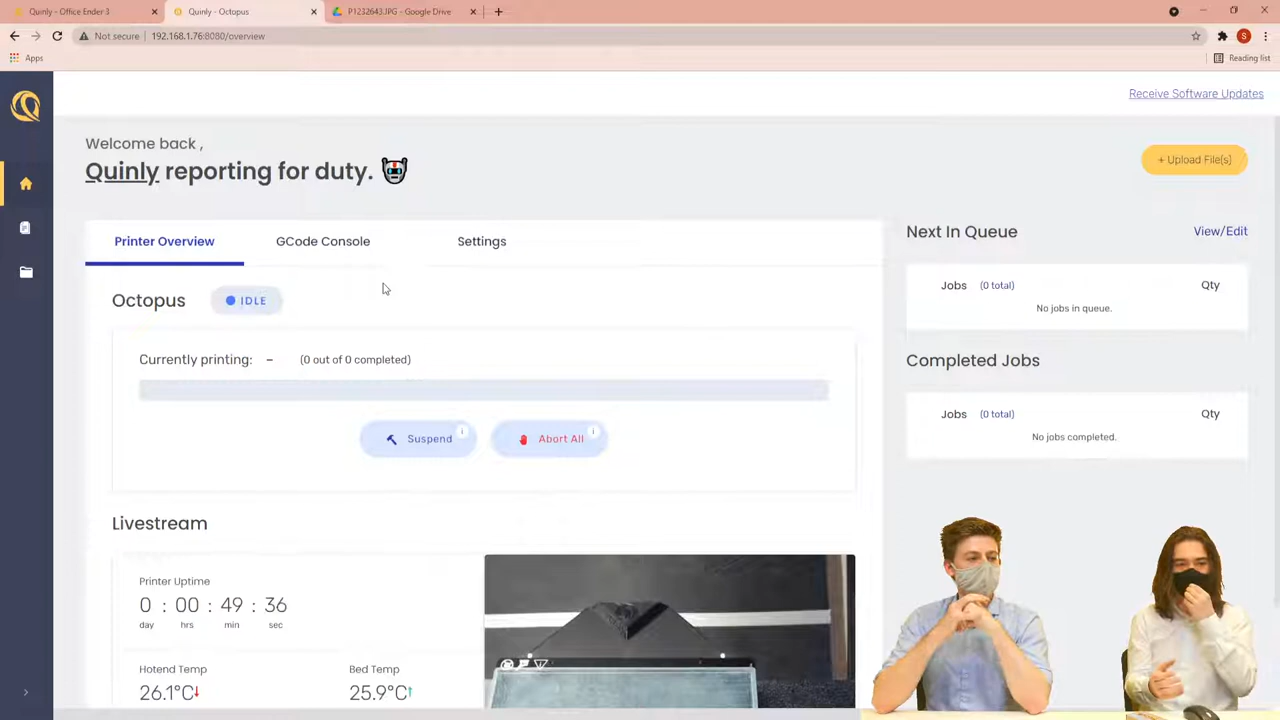 Quinly - Office Ender 3
Quinly - Octopus
P1232643.JPG - Google Drive
Not secure
192.168.1.76:8080/overview
S
Apps
Reading list
Receive Software Updates
Welcome back ,
Quinly reporting for duty.
+ Upload File(s)
Printer Overview
GCode Console
Settings
Next In Queue
View/Edit
Jobs (0 total)
Qty
No jobs in queue.
Octopus
IDLE
Currently printing: – (0 out of 0 completed)
Completed Jobs
Jobs (0 total)
Qty
No jobs completed.
Suspend
i
Abort All
i
Livestream
Printer Uptime
0 : 00 : 49 : 36
day hrs min sec
Hotend Temp
Bed Temp
26.1°C↓
25.9°C↑